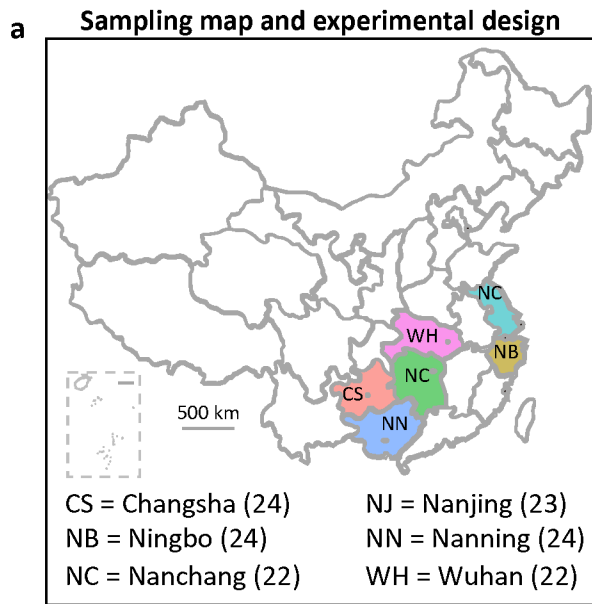 a
Sampling map and experimental design
NC
WH
NB
NC
CS
500 km
NN
CS = Changsha (24)
NJ = Nanjing (23)
NB = Ningbo (24)
NN = Nanning (24)
NC = Nanchang (22)
WH = Wuhan (22)